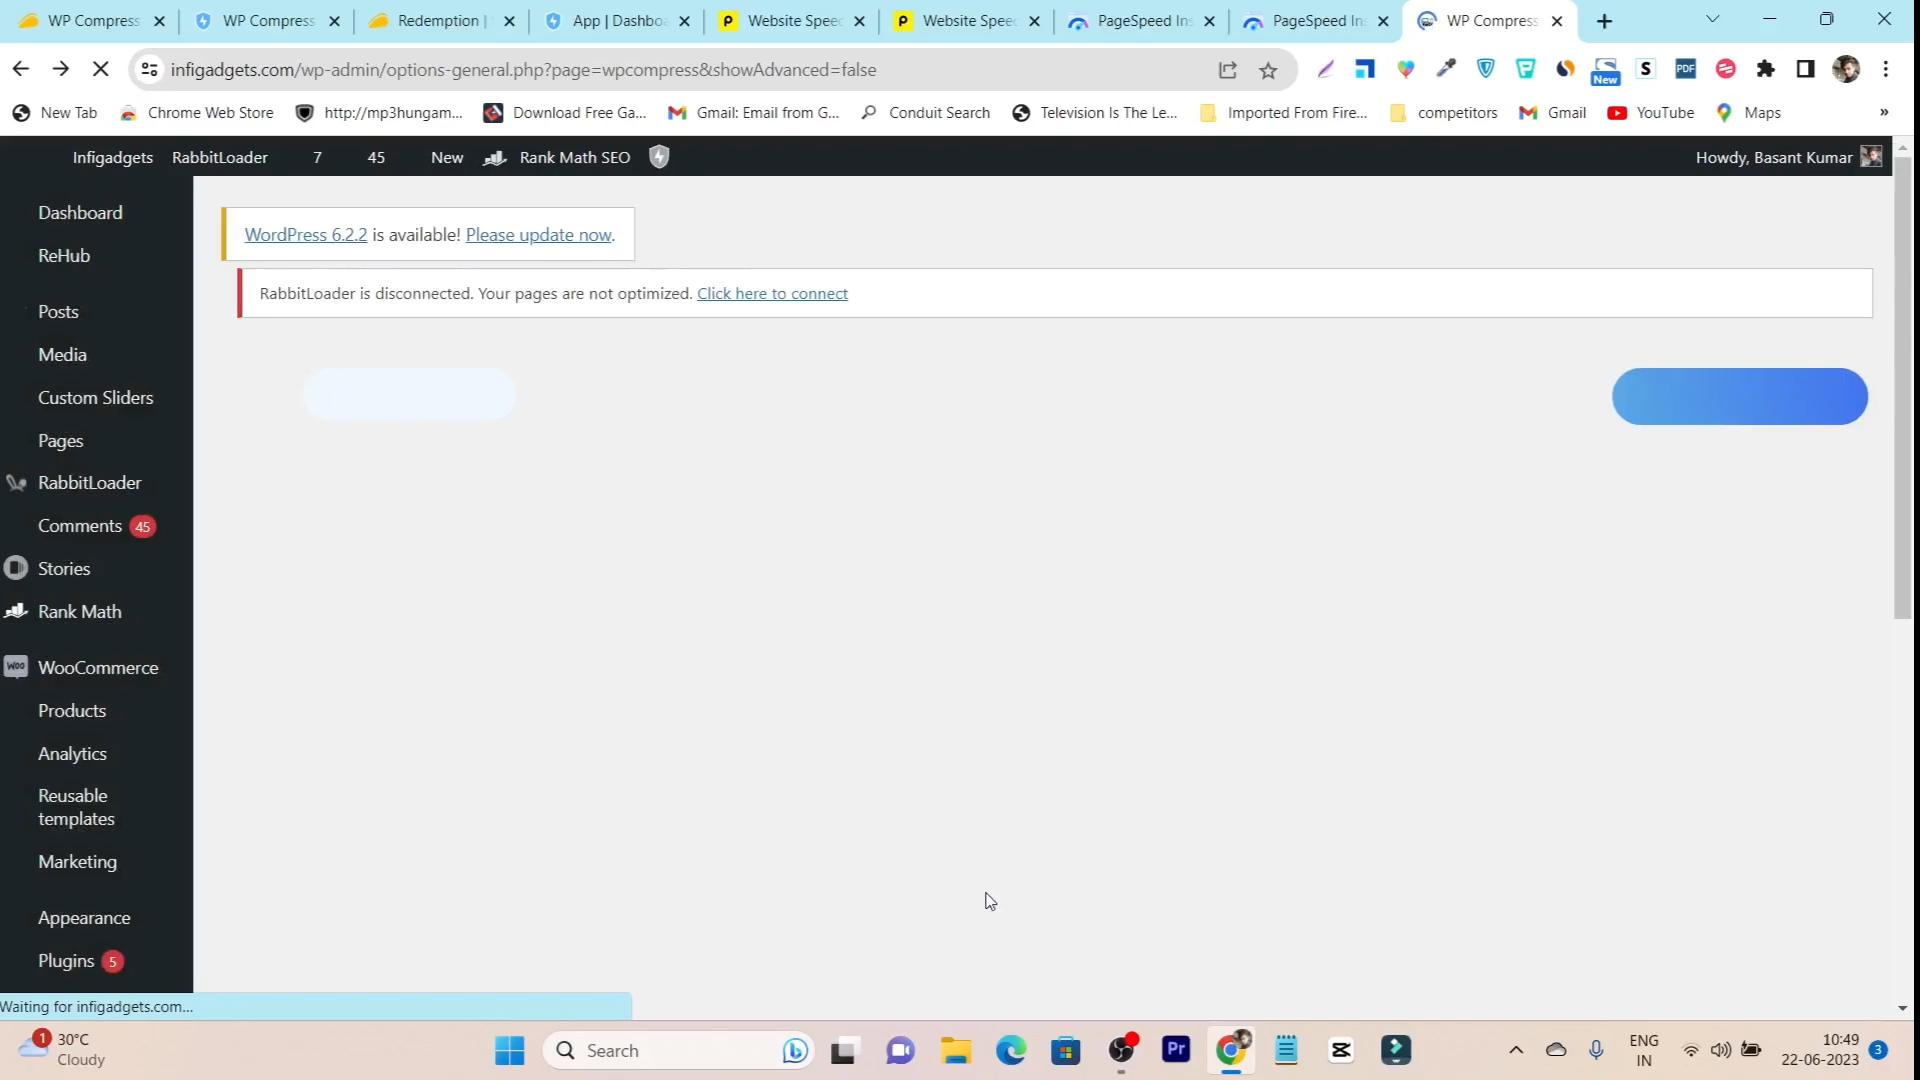 WP Compress
WP Compress
Redemption |
App | Dashbo
Website Spee
Website Spee
PageSpeed In
PageSpeed In
WP Compress
infigadgets.com/wp-admin/options-general.php?page=wpcompress&showAdvanced=false
New
S
PDF
New Tab
Chrome Web Store
http://mp3hungam...
Download Free Ga...
Gmail: Email from G...
Conduit Search
Television Is The Le...
Imported From Fire...
competitors
Gmail
YouTube
Maps
»
Infigadgets
RabbitLoader
7
45
New
Rank Math SEO
Howdy, Basant Kumar
Dashboard
ReHub
Posts
Media
Custom Sliders
Pages
RabbitLoader
Comments 45
Stories
Rank Math
WOO WooCommerce
Products
Analytics
Reusable
templates
Marketing
Appearance
Plugins 5
WordPress 6.2.2 is available! Please update now.
RabbitLoader is disconnected. Your pages are not optimized. Click here to connect
Waiting for infigadgets.com...
1
30°C
Cloudy
Search
Pr
ENG
IN
10:49
22-06-2023
3